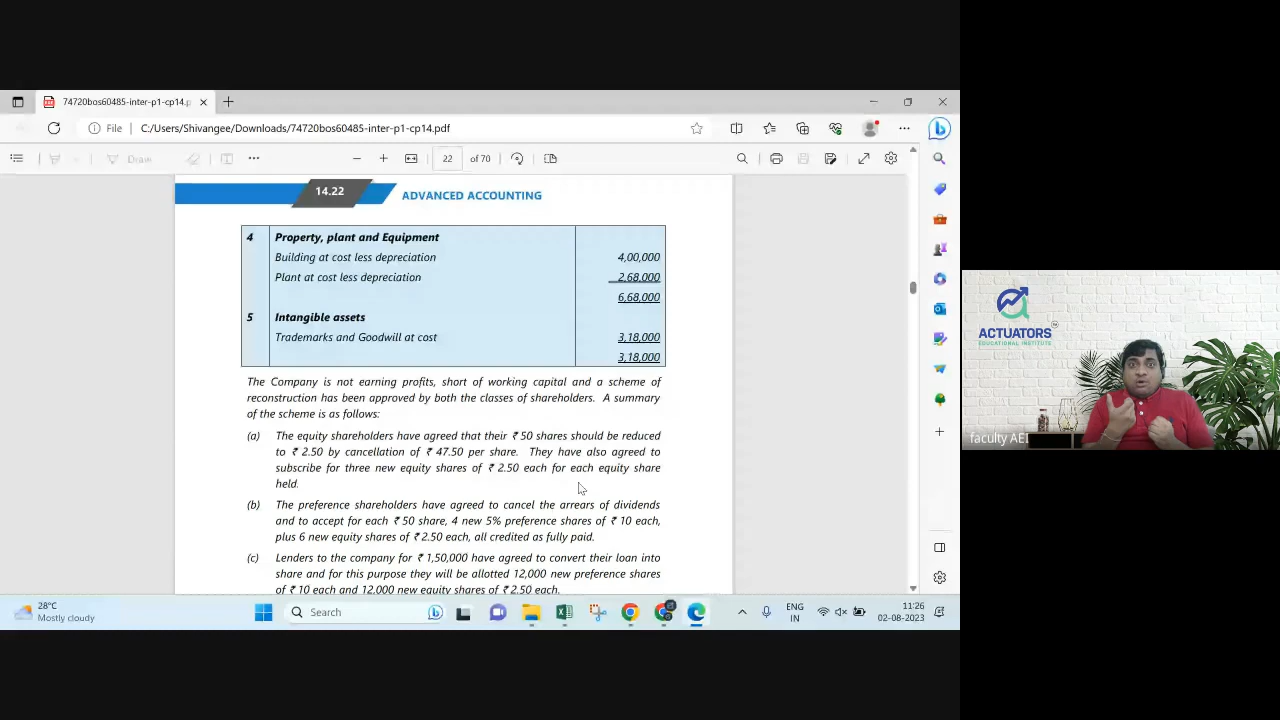 74720bos60485-inter-p1-cp14.p
File
C:/Users/Shivangee/Downloads/74720bos60485-inter-p1-cp14.pdf
Draw
22 of 70
14.22 ADVANCED ACCOUNTING
4 Property, plant and Equipment
Building at cost less depreciation 4,00,000
Plant at cost less depreciation 2,68,000
6,68,000
5 Intangible assets
Trademarks and Goodwill at cost 3,18,000
3,18,000
The Company is not earning profits, short of working capital and a scheme of
reconstruction has been approved by both the classes of shareholders. A summary
of the scheme is as follows:
(a) The equity shareholders have agreed that their ₹ 50 shares should be reduced
to ₹ 2.50 by cancellation of ₹ 47.50 per share. They have also agreed to
subscribe for three new equity shares of ₹ 2.50 each for each equity share
held.
(b) The preference shareholders have agreed to cancel the arrears of dividends
and to accept for each ₹ 50 share, 4 new 5% preference shares of ₹ 10 each,
plus 6 new equity shares of ₹ 2.50 each, all credited as fully paid.
(c) Lenders to the company for ₹ 1,50,000 have agreed to convert their loan into
share and for this purpose they will be allotted 12,000 new preference shares
of ₹ 10 each and 12,000 new equity shares of ₹ 2.50 each.
ACTUATORS
EDUCATIONAL INSTITUTE
faculty AEI
28°C
Mostly cloudy
Search
ENG
IN
11:26
02-08-2023